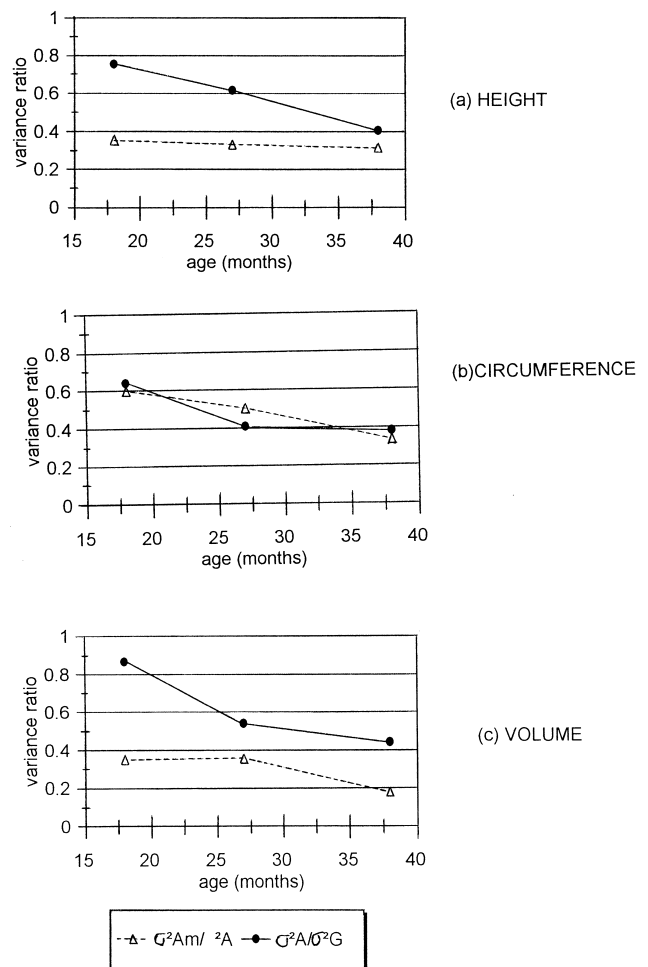 1
0.8
0.6
0.4
0.2
0
variance ratio
15 20 25 30 35 40
age (months)
(a) HEIGHT
1
0.8
0.6
0.4
0.2
0
variance ratio
15 20 25 30 35 40
age (months)
(b)CIRCUMFERENCE
1
0.8
0.6
0.4
0.2
0
variance ratio
15 20 25 30 35 40
age (months)
(c) VOLUME
σ²Am/ ²A σ²A/σ²G